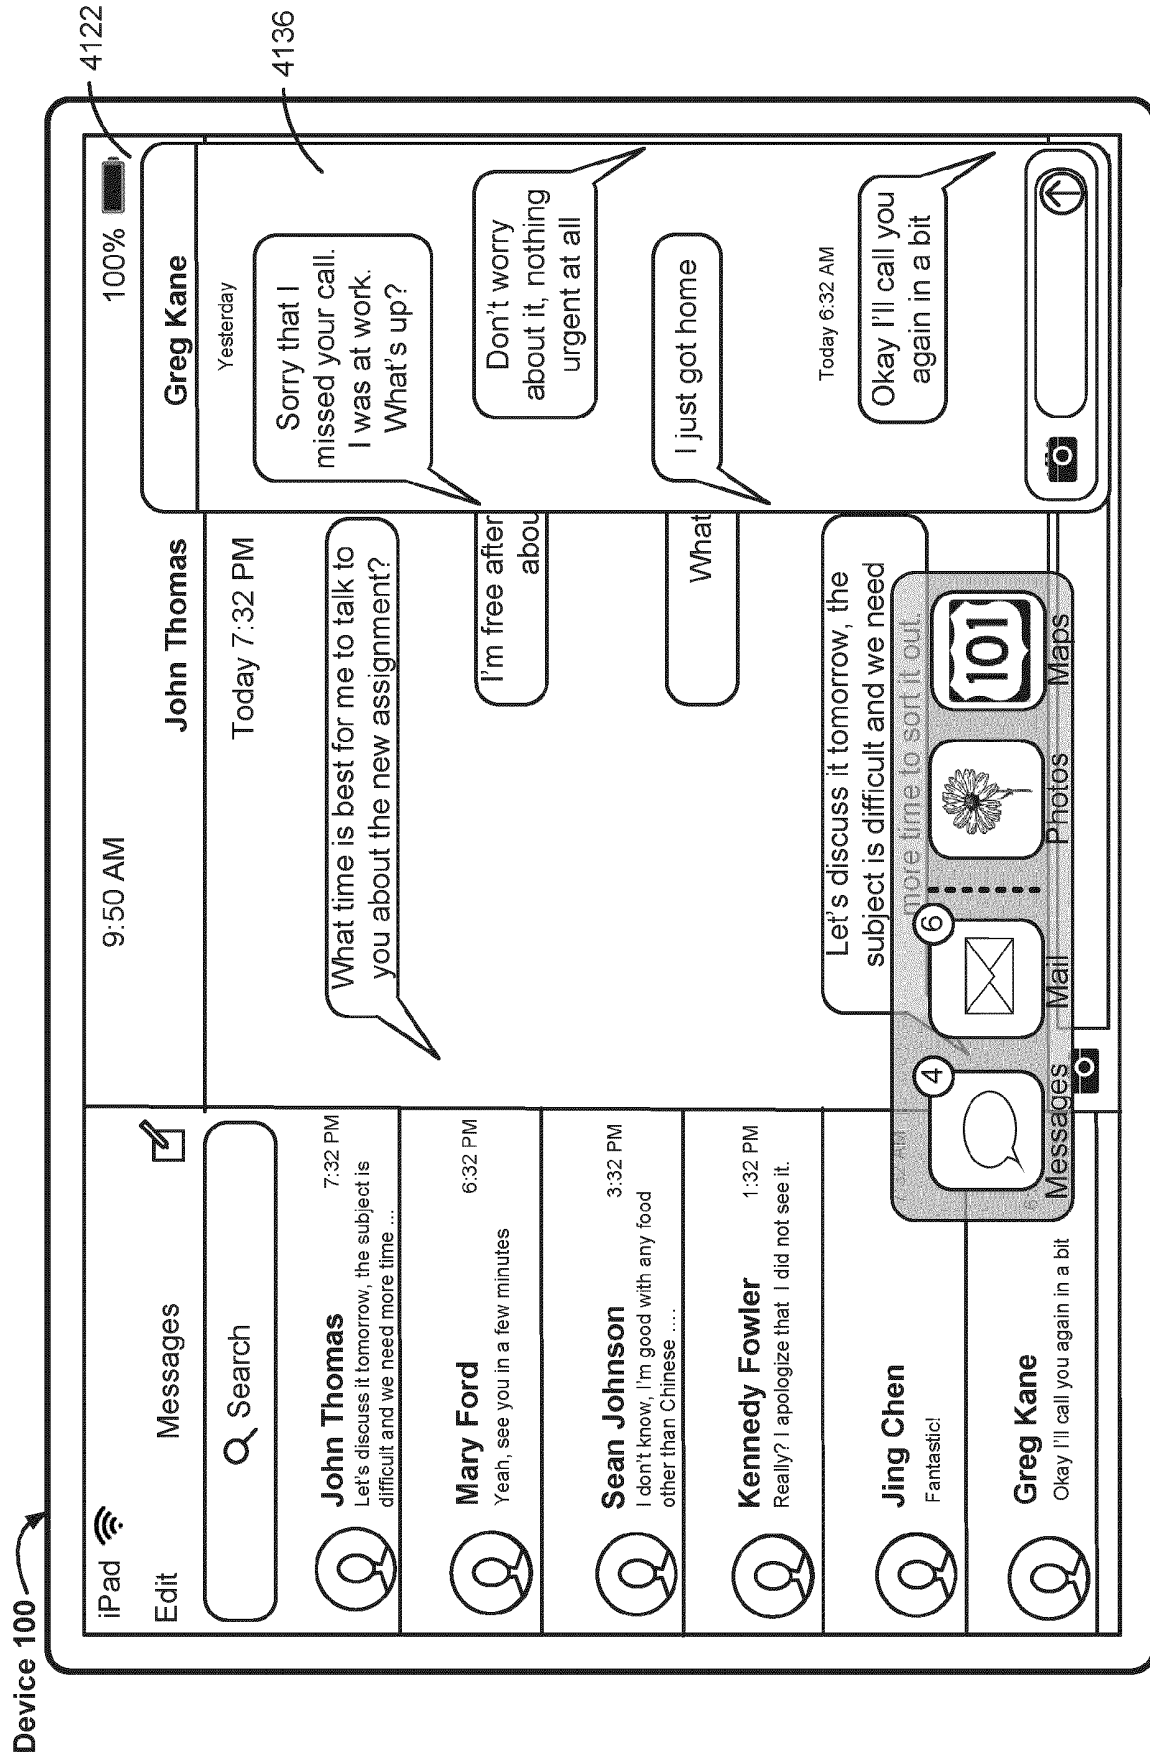 Device 100
4122
4136
iPad
9:50 AM
100%
Edit
Messages
Search
John Thomas
7:32 PM
Let's discuss it tomorrow, the subject is
difficult and we need more time ...
Mary Ford
6:32 PM
Yeah, see you in a few minutes
Sean Johnson
3:32 PM
I don't know, I'm good with any food
other than Chinese ....
Kennedy Fowler
1:32 PM
Really? I apologize that I did not see it.
Jing Chen
7:32 AM
Fantastic!
Greg Kane
6:
Okay I'll call you again in a bit
John Thomas
Today 7:32 PM
What time is best for me to talk to
you about the new assignment?
I'm free after
abou
What
Let's discuss it tomorrow, the
subject is difficult and we need
more time to sort it out.
Greg Kane
Yesterday
Sorry that I
missed your call.
I was at work.
What's up?
Don't worry
about it, nothing
urgent at all
I just got home
Today 6:32 AM
Okay I'll call you
again in a bit
4
6
101
Messages
Mail
Photos
Maps